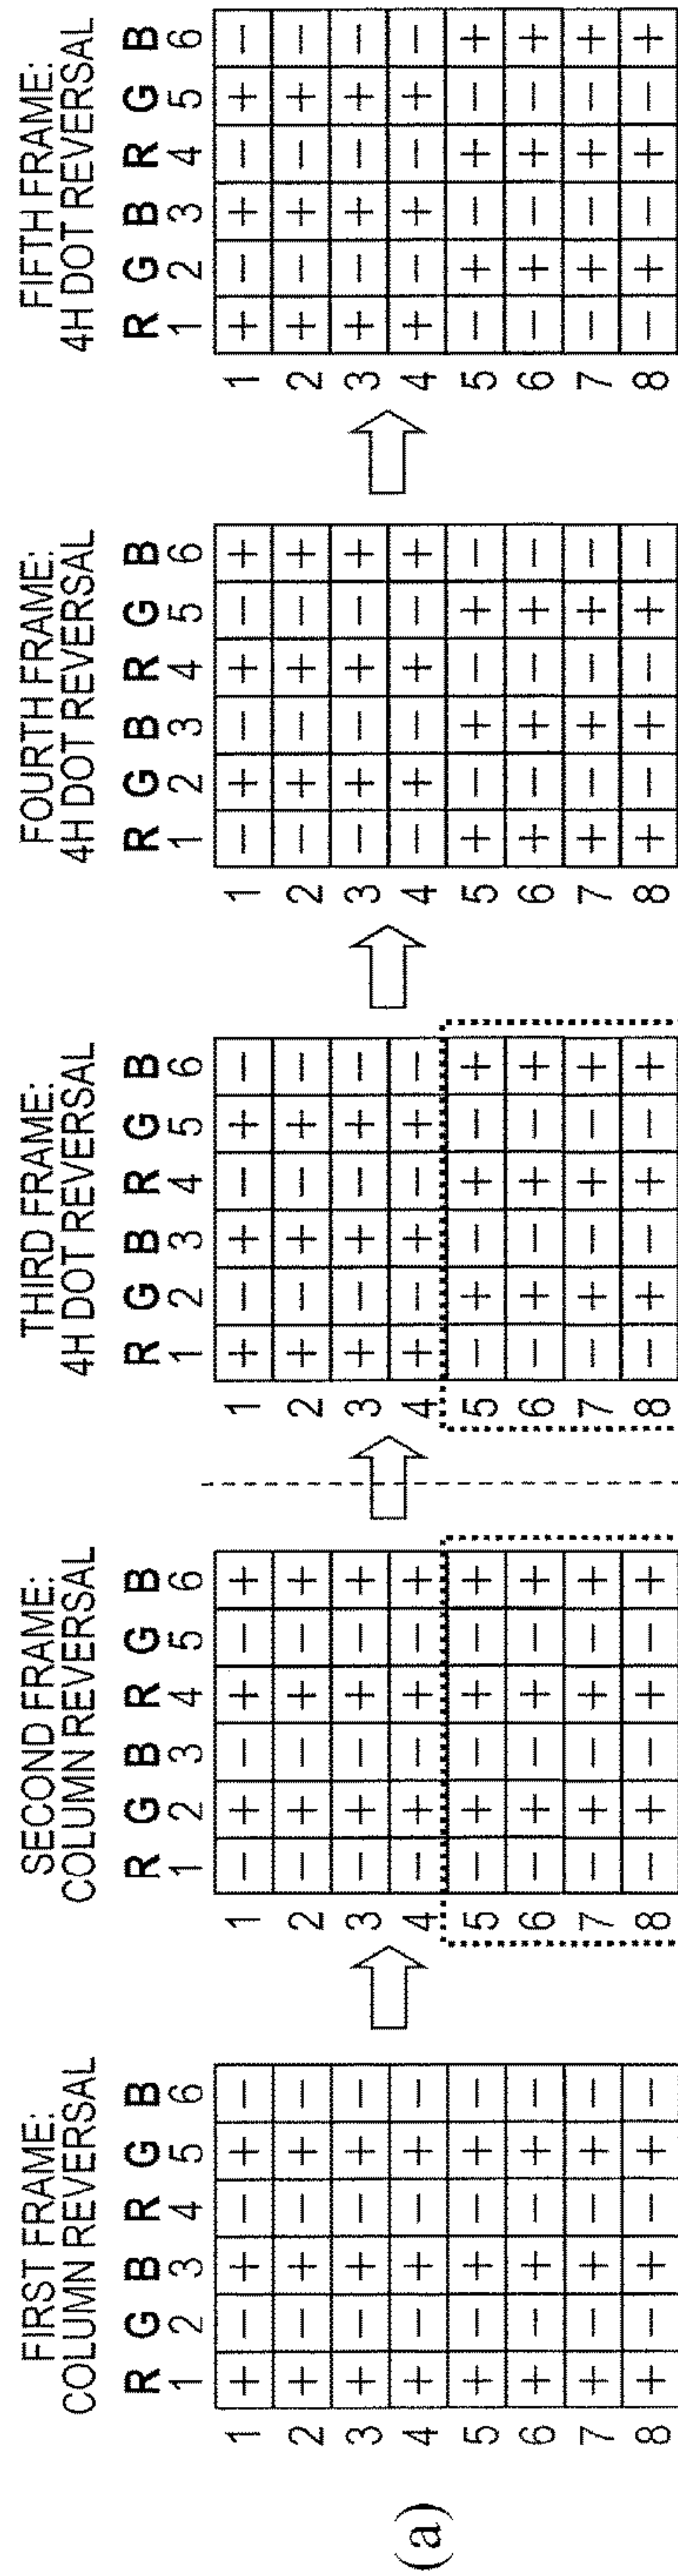 (a)
FIRST FRAME:
COLUMN REVERSAL
R G B R G B
1 2 3 4 5 6
1 + − + − + −
2 + − + − + −
3 + − + − + −
4 + − + − + −
5 + − + − + −
6 + − + − + −
7 + − + − + −
8 + − + − + −
SECOND FRAME:
COLUMN REVERSAL
R G B R G B
1 2 3 4 5 6
1 − + − + − +
2 − + − + − +
3 − + − + − +
4 − + − + − +
5 − + − + − +
6 − + − + − +
7 − + − + − +
8 − + − + − +
THIRD FRAME:
4H DOT REVERSAL
R G B R G B
1 2 3 4 5 6
1 + − + − + −
2 + − + − + −
3 + − + − + −
4 + − + − + −
5 − + − + − +
6 − + − + − +
7 − + − + − +
8 − + − + − +
FOURTH FRAME:
4H DOT REVERSAL
R G B R G B
1 2 3 4 5 6
1 − + − + − +
2 − + − + − +
3 − + − + − +
4 − + − + − +
5 + − + − + −
6 + − + − + −
7 + − + − + −
8 + − + − + −
FIFTH FRAME:
4H DOT REVERSAL
R G B R G B
1 2 3 4 5 6
1 + − + − + −
2 + − + − + −
3 + − + − + −
4 + − + − + −
5 − + − + − +
6 − + − + − +
7 − + − + − +
8 − + − + − +